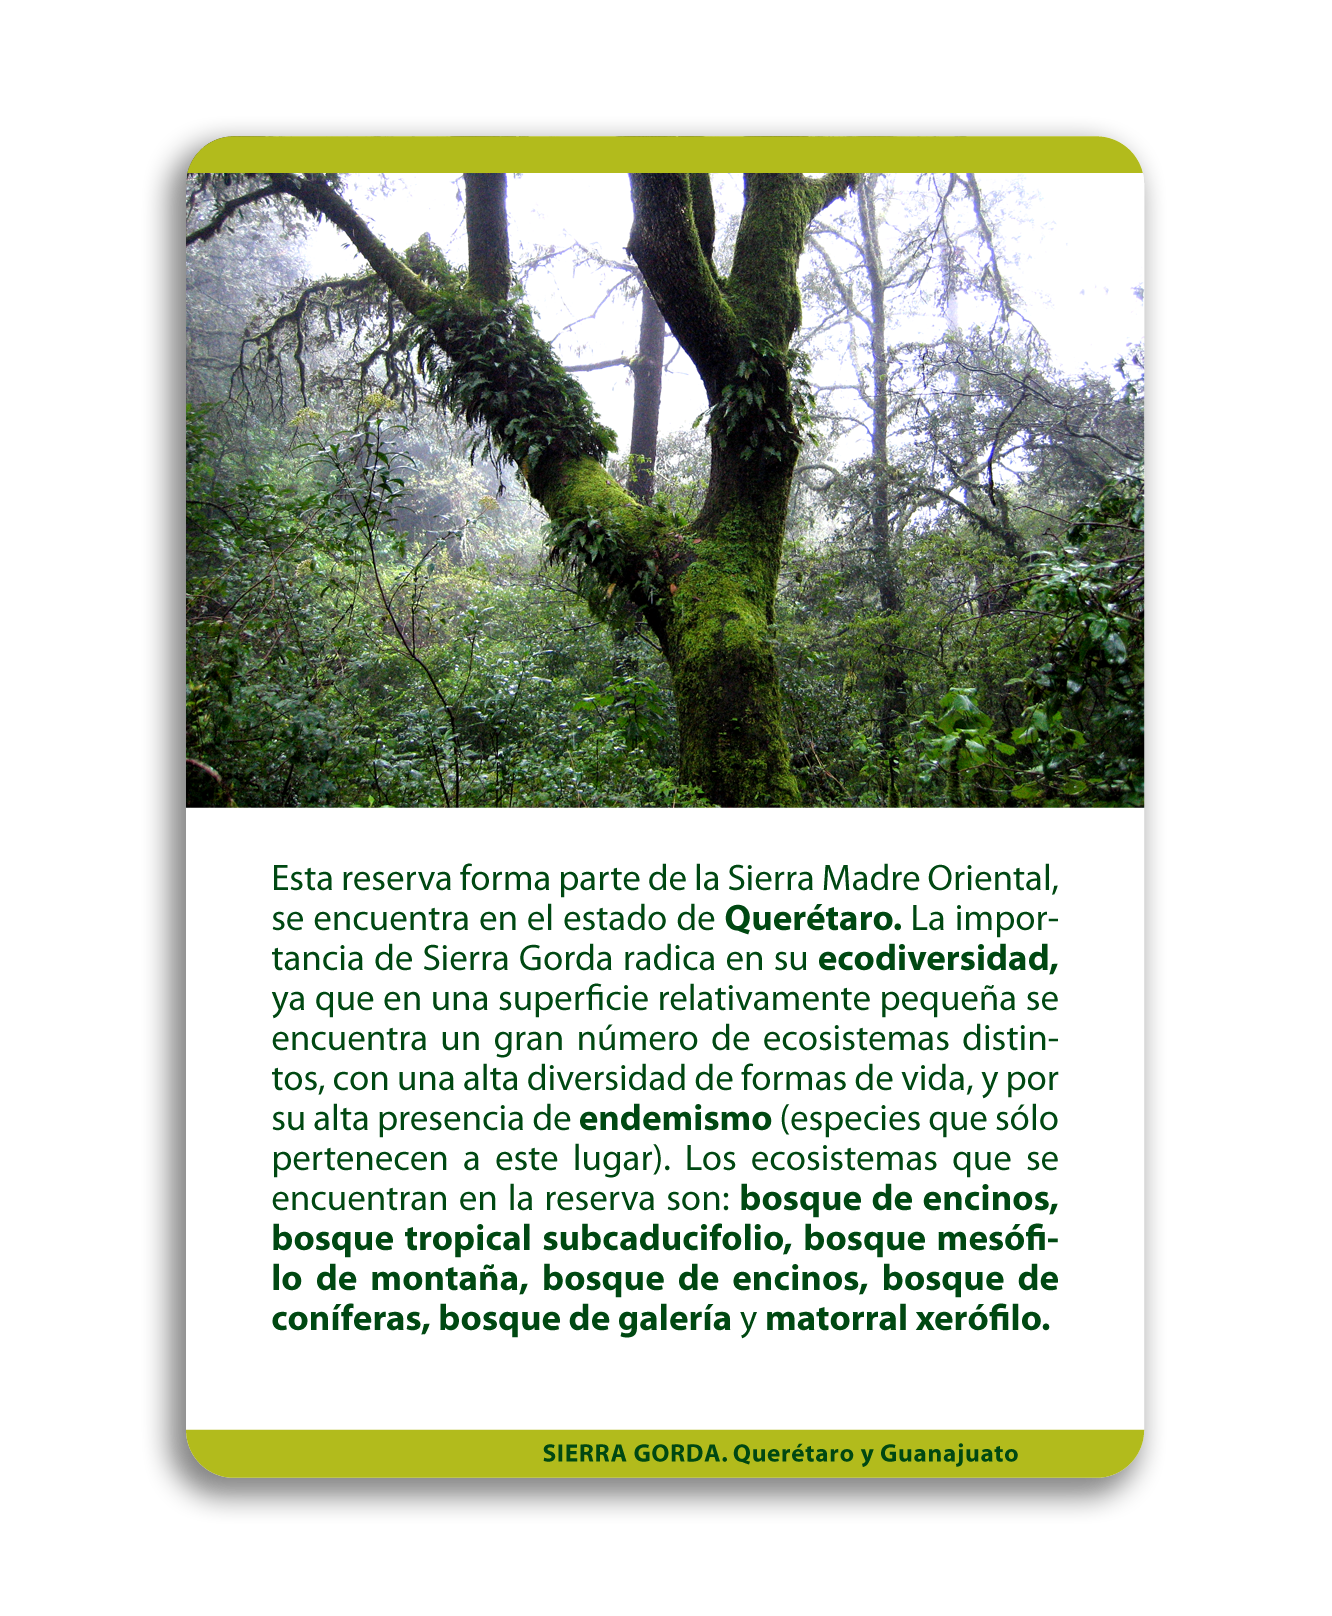 Esta reserva forma parte de la Sierra Madre Oriental,
se encuentra en el estado de Querétaro. La impor-
tancia de Sierra Gorda radica en su ecodiversidad,
ya que en una superficie relativamente pequeña se
encuentra un gran número de ecosistemas distin-
tos, con una alta diversidad de formas de vida, y por
su alta presencia de endemismo (especies que sólo
pertenecen a este lugar). Los ecosistemas que se
encuentran en la reserva son: bosque de encinos,
bosque tropical subcaducifolio, bosque mesófi-
lo de montaña, bosque de encinos, bosque de
coníferas, bosque de galería y matorral xerófilo.
SIERRA GORDA. Querétaro y Guanajuato